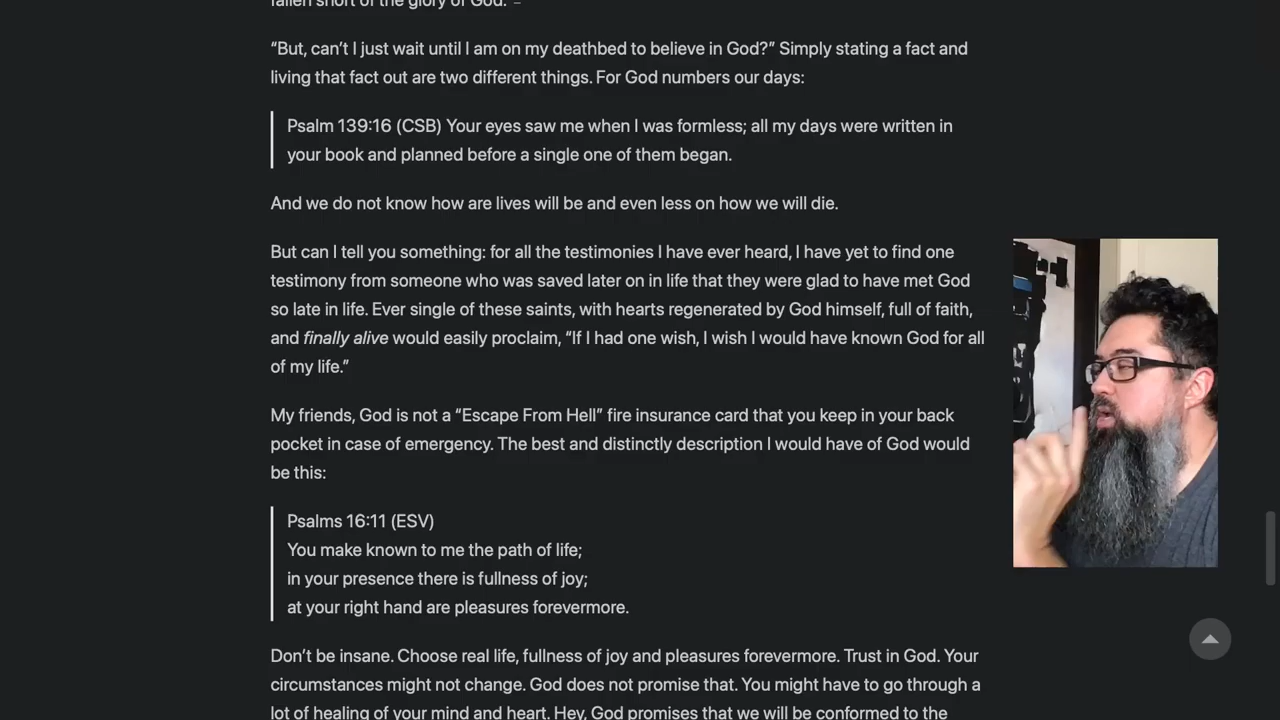 fallen short of the glory of God. –
“But, can’t I just wait until I am on my deathbed to believe in God?” Simply stating a fact and
living that fact out are two different things. For God numbers our days:
Psalm 139:16 (CSB) Your eyes saw me when I was formless; all my days were written in
your book and planned before a single one of them began.
And we do not know how are lives will be and even less on how we will die.
But can I tell you something: for all the testimonies I have ever heard, I have yet to find one
testimony from someone who was saved later on in life that they were glad to have met God
so late in life. Ever single of these saints, with hearts regenerated by God himself, full of faith,
and finally alive would easily proclaim, “If I had one wish, I wish I would have known God for all
of my life.”
My friends, God is not a “Escape From Hell” fire insurance card that you keep in your back
pocket in case of emergency. The best and distinctly description I would have of God would
be this:
Psalms 16:11 (ESV)
You make known to me the path of life;
in your presence there is fullness of joy;
at your right hand are pleasures forevermore.
Don’t be insane. Choose real life, fullness of joy and pleasures forevermore. Trust in God. Your
circumstances might not change. God does not promise that. You might have to go through a
lot of healing of your mind and heart. Hey, God promises that we will be conformed to the